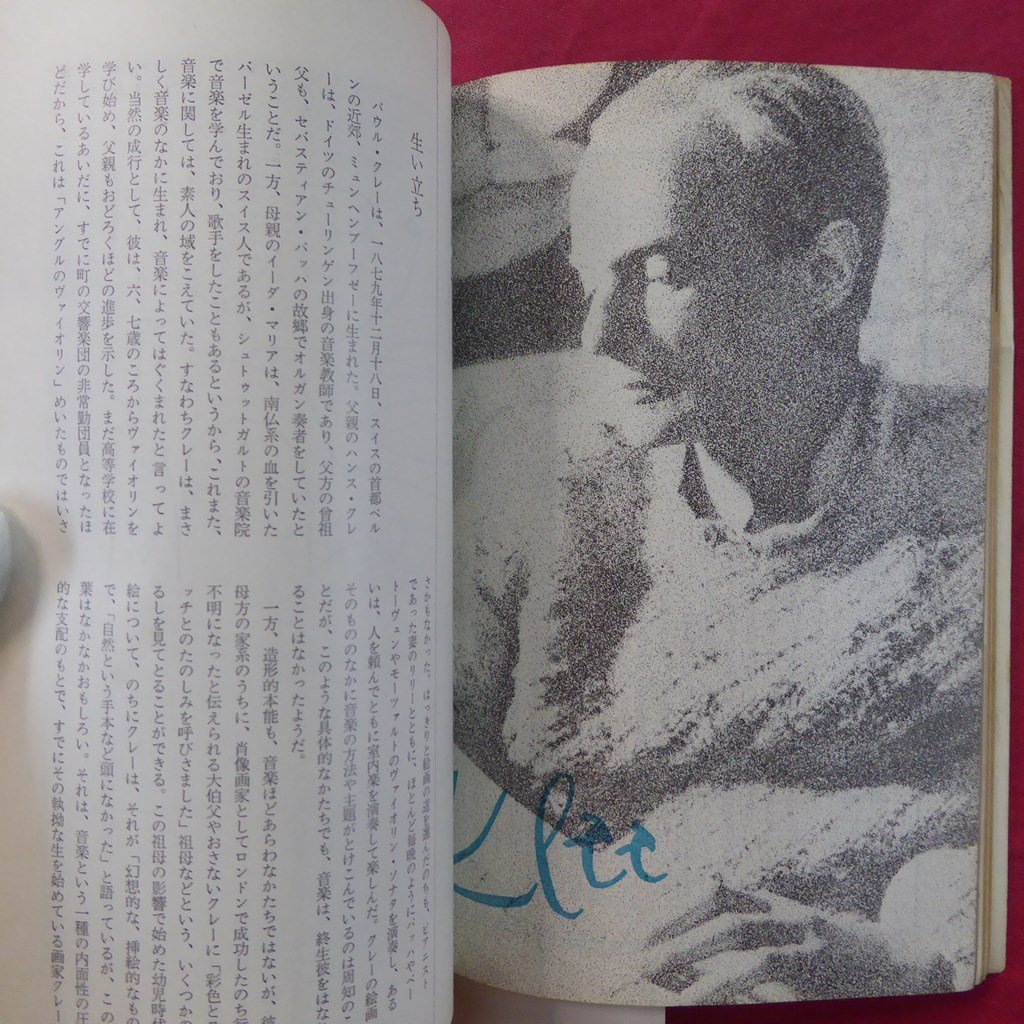 生い立ち
パウル・クレーは、一八七九年十二月十八日、スイスの首都ベル
ンの近郊、ミュンヘンブーフゼーに生まれた。父親のハンス・クレ
ーは、ドイツのチューリンゲン出身の音楽教師であり、父方の曾祖
父も、セバスティアン・バッハの故郷でオルガン奏者をしていたと
いうことだ。一方、母親のイーダ・マリアは、南仏系の血を引いた
バーゼル生まれのスイス人であるが、シュトゥットガルトの音楽院
で音楽を学んでおり、歌手をしたこともあるというから、これまた、
音楽に関しては、素人の域をこえていた。すなわちクレーは、まさ
しく音楽のなかに生まれ、音楽によってはぐくまれたと言ってよ
い。当然の成行として、彼は、六、七歳のころからヴァイオリンを
学び始め、父親もおどろくほどの進歩を示した。まだ高等学校に在
学しているあいだに、すでに町の交響楽団の非常勤団員となったほ
どだから、これは「アングルのヴァイオリン」めいたものではいさ
さかもなかった。はっきりと絵画の道を選んだのちも、ピアニスト
であった妻のリリーとともに、ほとんど毎晩のようにバッハやベー
トーヴェンやモーツァルトのヴァイオリン・ソナタを演奏し、ある
いは、人を頼んでともに室内楽を演奏して楽しんだ。クレーの絵画
そのもののなかに音楽の方法や主題がとけこんでいるのは周知のこ
とだが、このような具体的なかたちでも、音楽は、終生彼をはな
ることはなかったようだ。
一方、造形的本能も、音楽ほどあらわなかたちではないが、彼
母方の家系のうちに、肖像画家としてロンドンで成功したのち行
不明になったと伝えられる大伯父やおさないクレーに「彩色とス
ッチとのたのしみを呼びさました」祖母などという、いくつかの
るしを見てとることができる。この祖母の影響で始めた幼児時代
絵について、のちにクレーは、それが「幻想的な、挿絵的なもの
で、「自然という手本など頭になかった」と語っているが、この
葉はなかなかおもしろい。それは、音楽という一種の内面性の圧
的な支配のもとで、すでにその執拗な生を始めている画家クレー
Klee